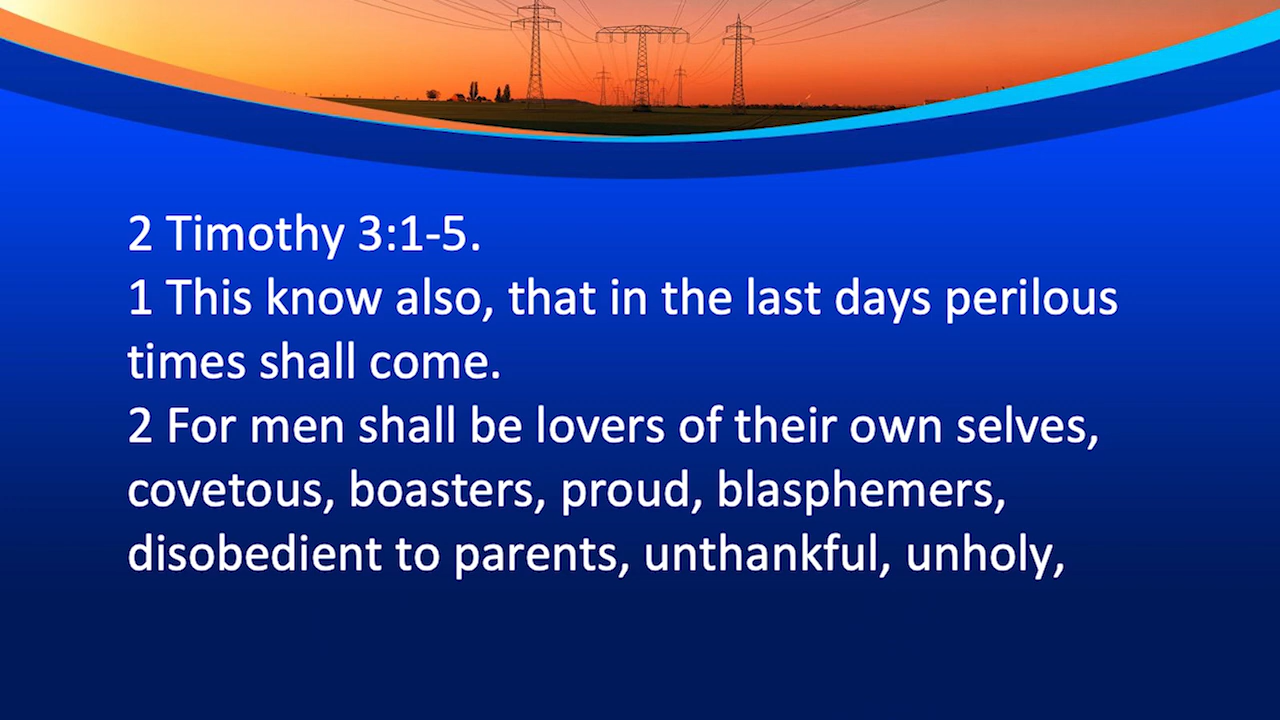 2 Timothy 3:1-5.
1 This know also, that in the last days perilous
times shall come.
2 For men shall be lovers of their own selves,
covetous, boasters, proud, blasphemers,
disobedient to parents, unthankful, unholy,